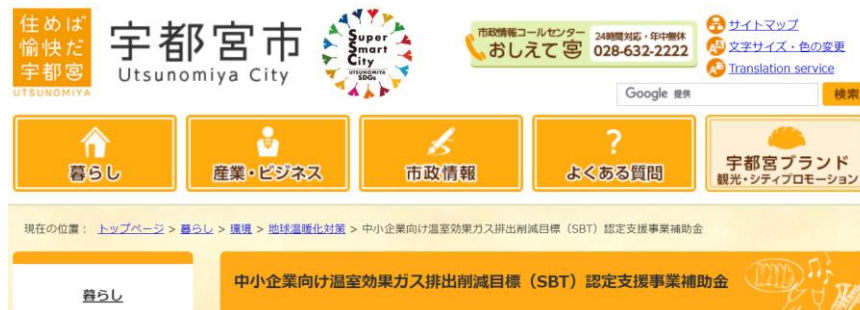 住めば
愉快だ
宇都宮
UTSUNOMIYA
宇都宮市
Utsunomiya City
Super
Smart
City
UTSUNOMIYA
SDGs
市政情報コールセンター
おしえて宮
24時間対応・年中無休
028-632-2222
サイトマップ
文字サイズ・色の変更
Translation service
Google 提供
検索
暮らし
産業・ビジネス
市政情報
?
よくある質問
宇都宮ブランド
観光・シティプロモーション
現在の位置： トップページ > 暮らし > 環境 > 地球温暖化対策 > 中小企業向け温室効果ガス排出削減目標（SBT）認定支援事業補助金
暮らし
中小企業向け温室効果ガス排出削減目標（SBT）認定支援事業補助金